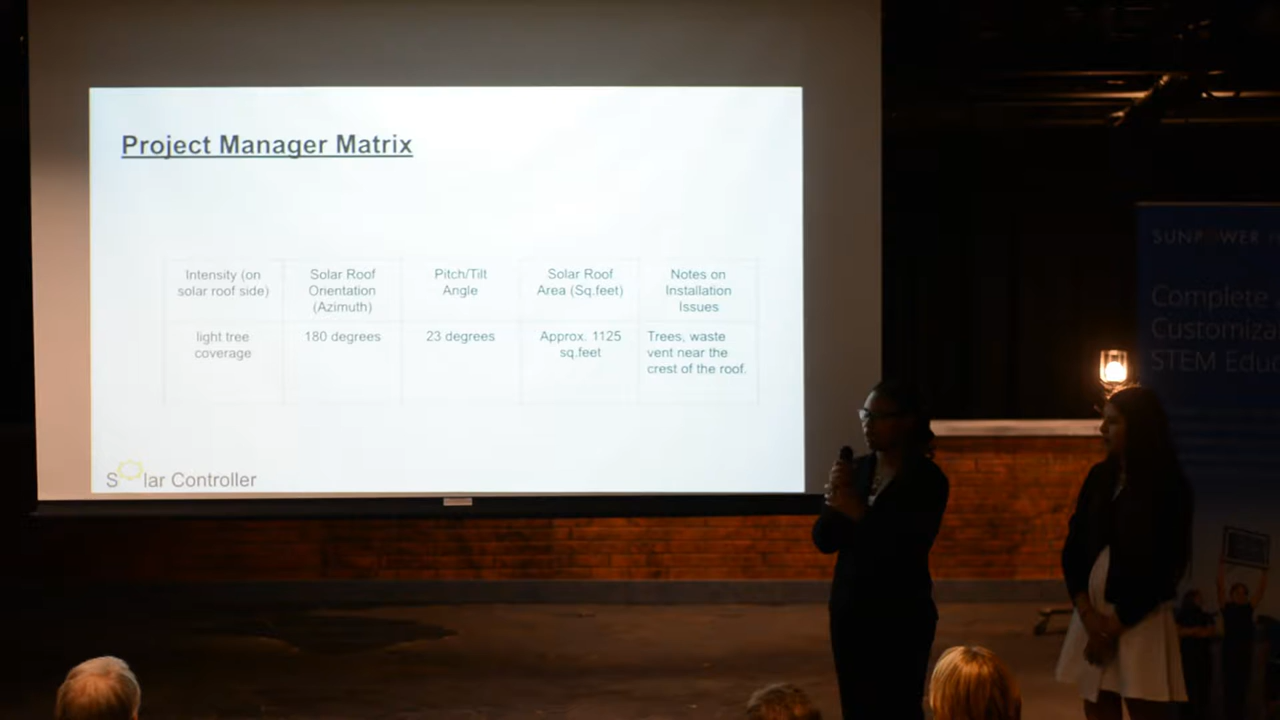 Project Manager Matrix
Intensity (on
solar roof side)
Solar Roof
Orientation
(Azimuth)
Pitch/Tilt
Angle
Solar Roof
Area (Sq.feet)
Notes on
Installation
Issues
light tree
coverage
180 degrees
23 degrees
Approx. 1125
sq.feet
Trees, waste
vent near the
crest of the roof.
S lar Controller
SUNPOWER
Complete
Customiza
STEM Educ